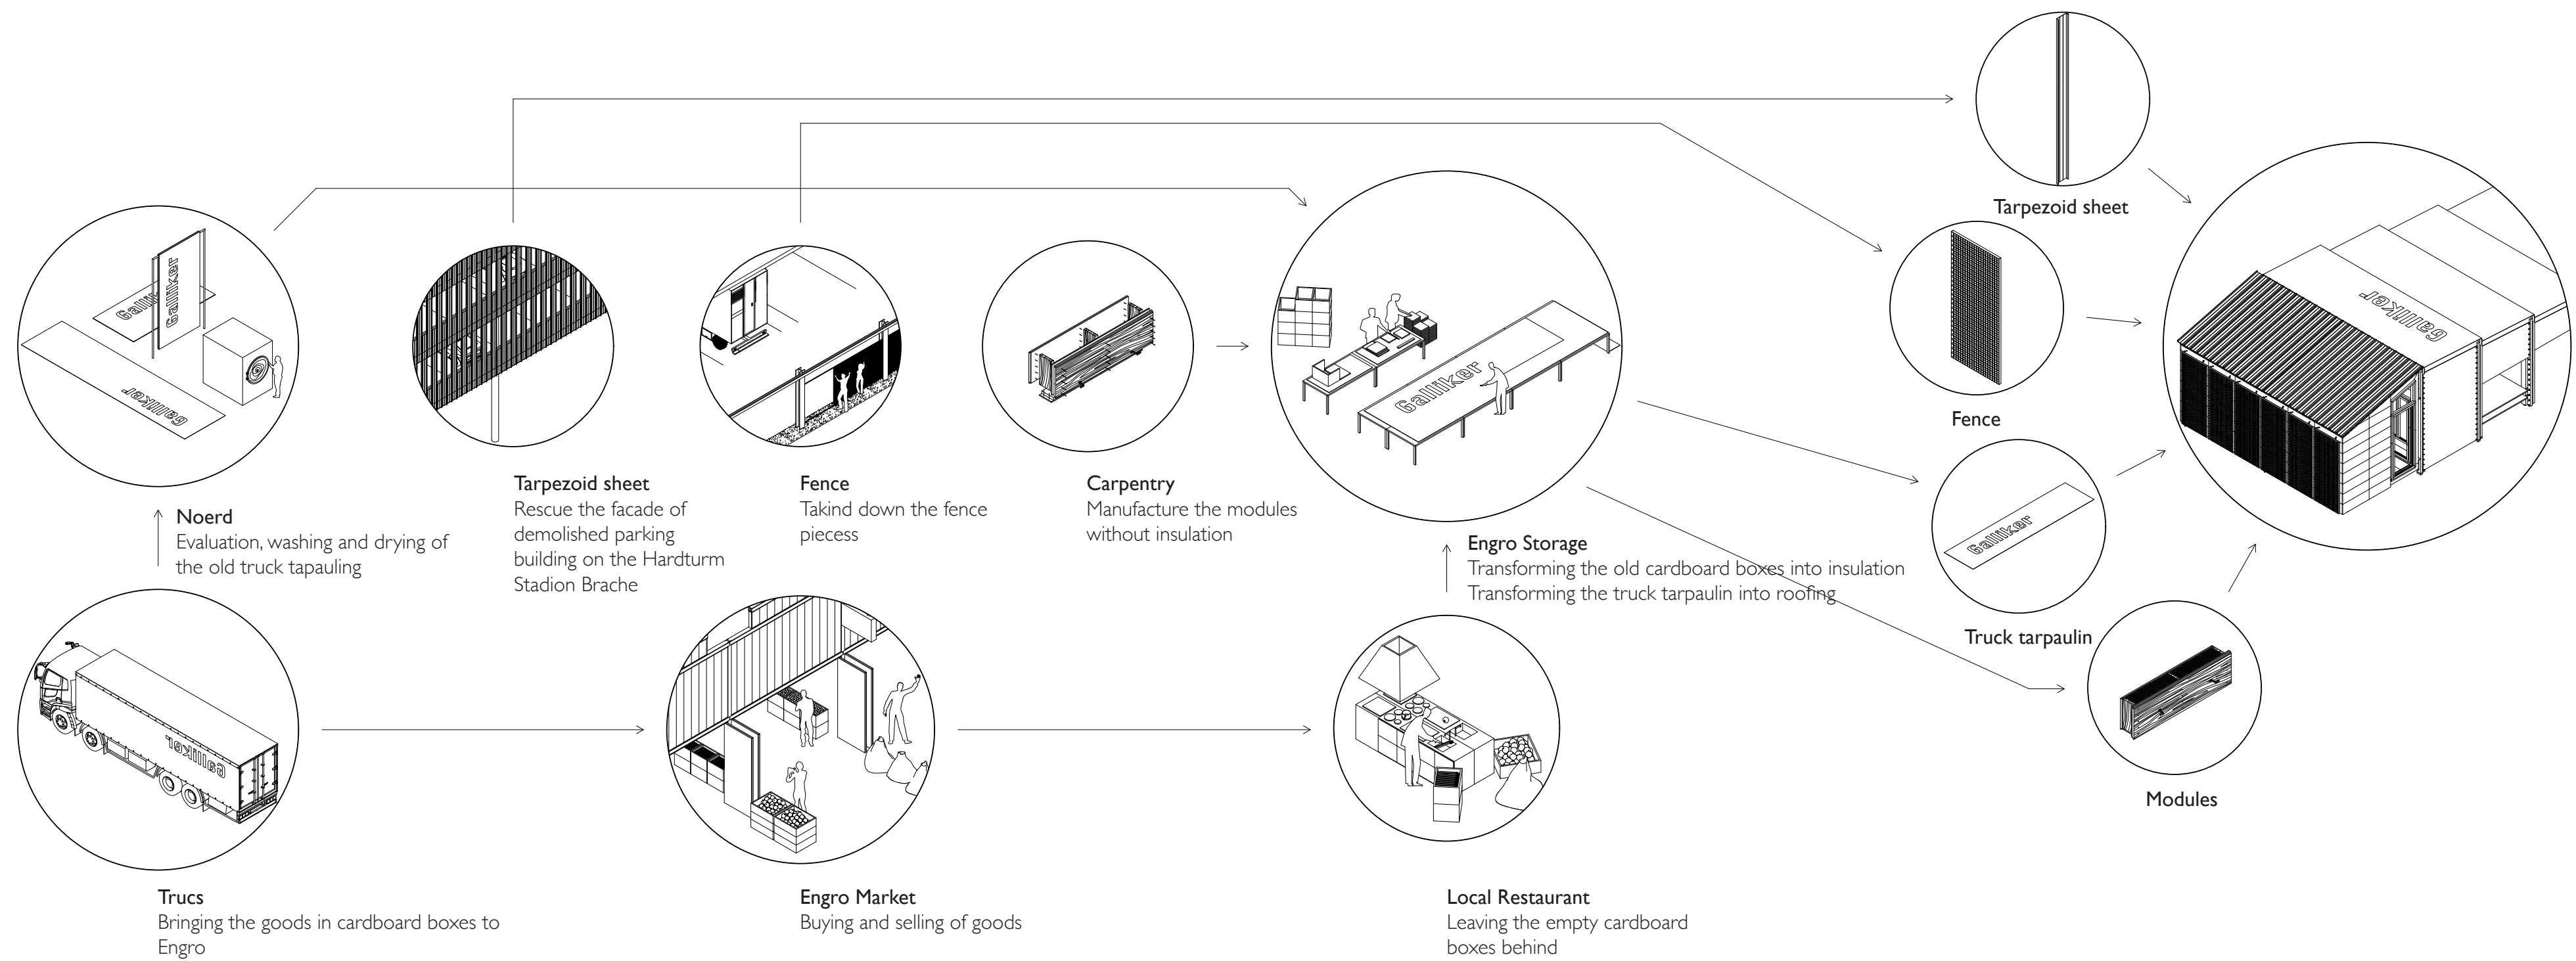 Tarpezoid sheet
Galliker
Galliker
Galliker
Galliker
Galliker
Fence
Galliker
Truck tarpaulin
Modules
Noerd
Evaluation, washing and drying of
the old truck tapauling
Tarpezoid sheet
Rescue the facade of
demolished parking
building on the Hardturm
Stadion Brache
Fence
Takind down the fence
piecess
Carpentry
Manufacture the modules
without insulation
Engro Storage
Transforming the old cardboard boxes into insulation
Transforming the truck tarpaulin into roofing
Galliker
Trucs
Bringing the goods in cardboard boxes to
Engro
Engro Market
Buying and selling of goods
Local Restaurant
Leaving the empty cardboard
boxes behind